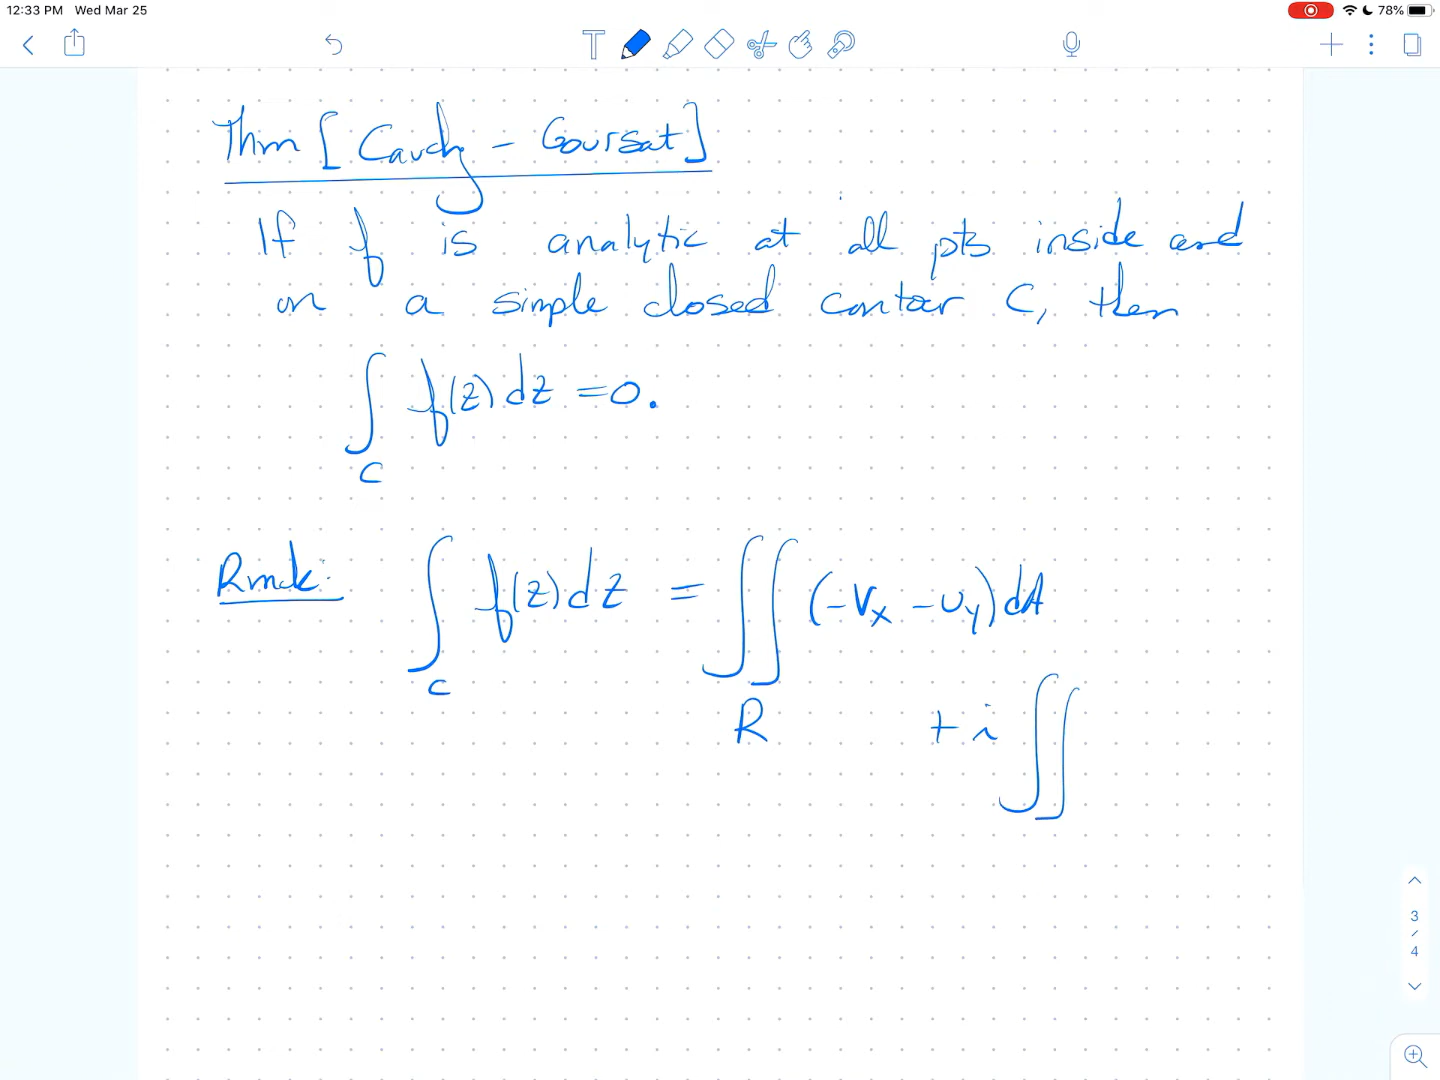 12:33 PM Wed Mar 25
78%
Thm [Cauchy - Goursat]
If f is analytic at all pts inside and
on a simple closed contour C, then
∫_C f(z) dz = 0.
Rmk: ∫_C f(z) dz = ∬_R (-v_x - u_y) dA
+ i ∬
3
/
4